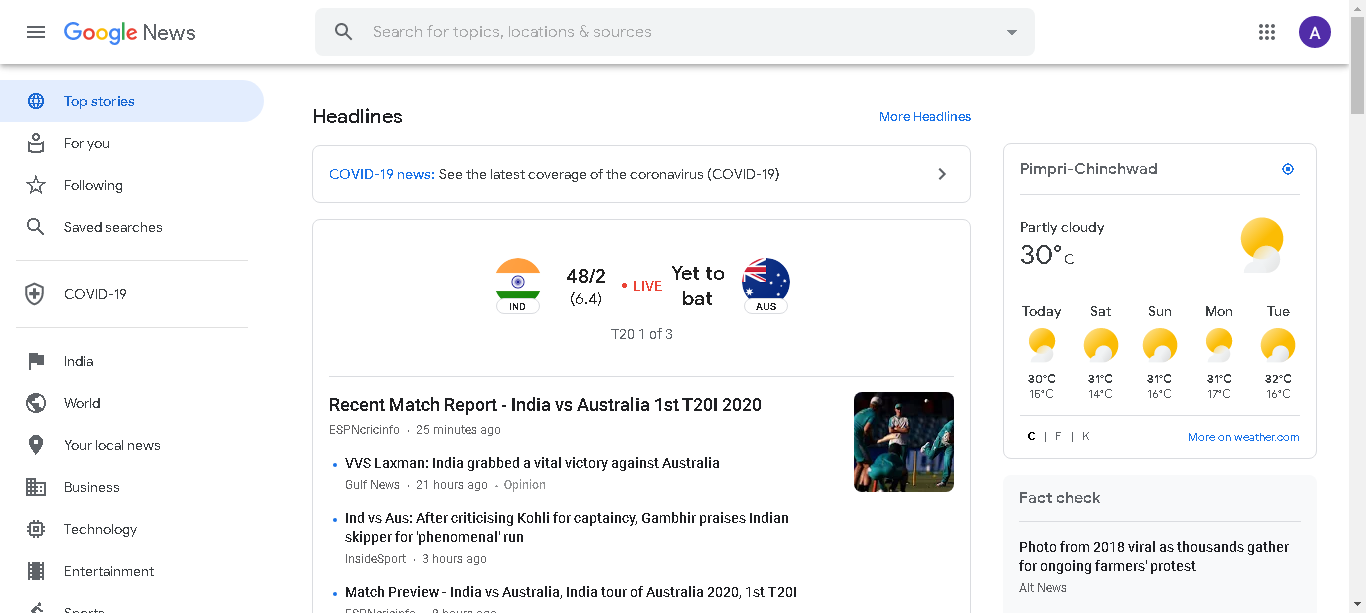 Google News
Search for topics, locations & sources
A
Top stories
For you
Following
Saved searches
COVID-19
India
World
Your local news
Business
Technology
Entertainment
Sports
Headlines
More Headlines
COVID-19 news: See the latest coverage of the coronavirus (COVID-19)
IND
48/2
(6.4)
LIVE
Yet to
bat
AUS
T20 1 of 3
Recent Match Report - India vs Australia 1st T20I 2020
ESPNcricinfo · 25 minutes ago
VVS Laxman: India grabbed a vital victory against Australia
Gulf News · 21 hours ago · Opinion
Ind vs Aus: After criticising Kohli for captaincy, Gambhir praises Indian
skipper for 'phenomenal' run
InsideSport · 3 hours ago
Match Preview - India vs Australia, India tour of Australia 2020, 1st T20I
ESPNcricinfo · 8 hours ago
Pimpri-Chinchwad
Partly cloudy
30°C
Today Sat Sun Mon Tue
30°C 31°C 31°C 31°C 32°C
15°C 14°C 16°C 17°C 16°C
C | F | K
More on weather.com
Fact check
Photo from 2018 viral as thousands gather
for ongoing farmers' protest
Alt News